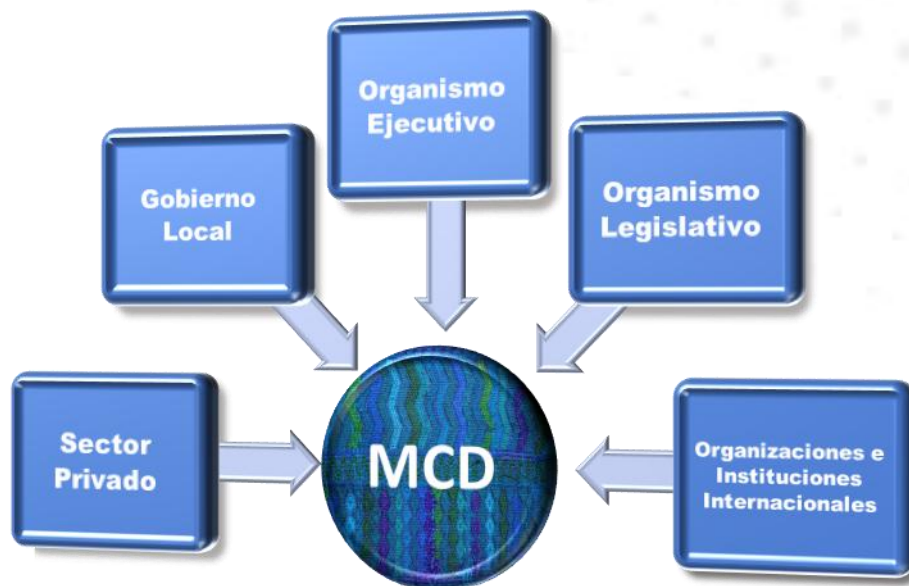 Organismo
Ejecutivo
Gobierno
Local
Organismo
Legislativo
Sector
Privado
MCD
Organizaciones e
Instituciones
Internacionales